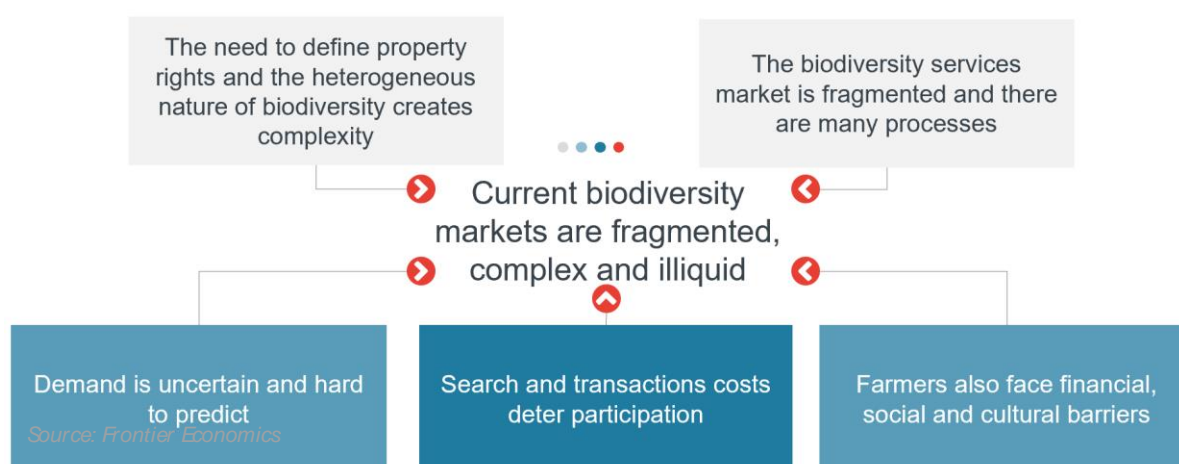 The need to define property
rights and the heterogeneous
nature of biodiversity creates
complexity
The biodiversity services
market is fragmented and there
are many processes
Current biodiversity
markets are fragmented,
complex and illiquid
Demand is uncertain and hard
to predict
Source: Frontier Economics
Search and transactions costs
deter participation
Farmers also face financial,
social and cultural barriers